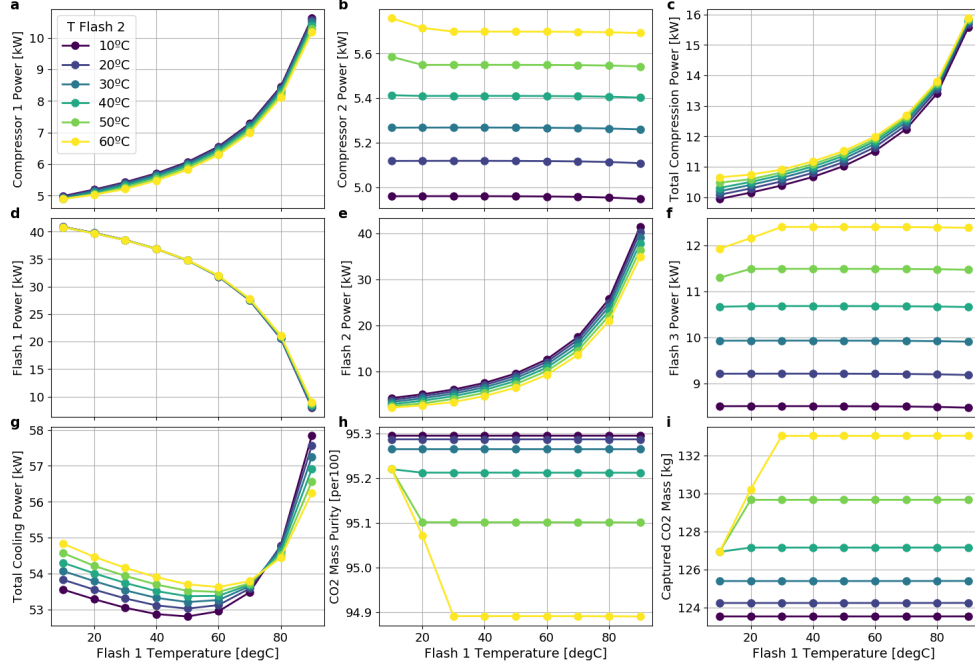 a
Compressor 1 Power [kW]
10
9
8
7
6
5
T Flash 2
10ºC
20ºC
30ºC
40ºC
50ºC
60ºC
b
Compressor 2 Power [kW]
5.6
5.4
5.2
5.0
c
Total Compression Power [kW]
16
15
14
13
12
11
10
d
Flash 1 Power [kW]
40
35
30
25
20
15
10
e
Flash 2 Power [kW]
40
30
20
10
f
Flash 3 Power [kW]
12
11
10
9
g
Total Cooling Power [kW]
58
57
56
55
54
53
20 40 60 80
Flash 1 Temperature [degC]
h
CO2 Mass Purity [per100]
95.3
95.2
95.1
95.0
94.9
20 40 60 80
Flash 1 Temperature [degC]
i
Captured CO2 Mass [kg]
132
130
128
126
124
20 40 60 80
Flash 1 Temperature [degC]